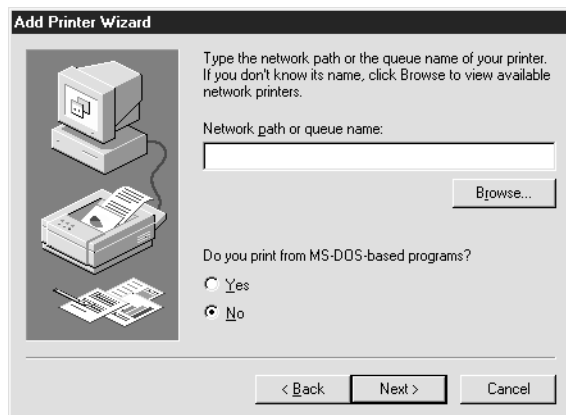 Add Printer Wizard
Type the network path or the queue name of your printer.
If you don't know its name, click Browse to view available
network printers.
Network path or queue name:
Browse...
Do you print from MS-DOS-based programs?
Yes
No
< Back
Next >
Cancel